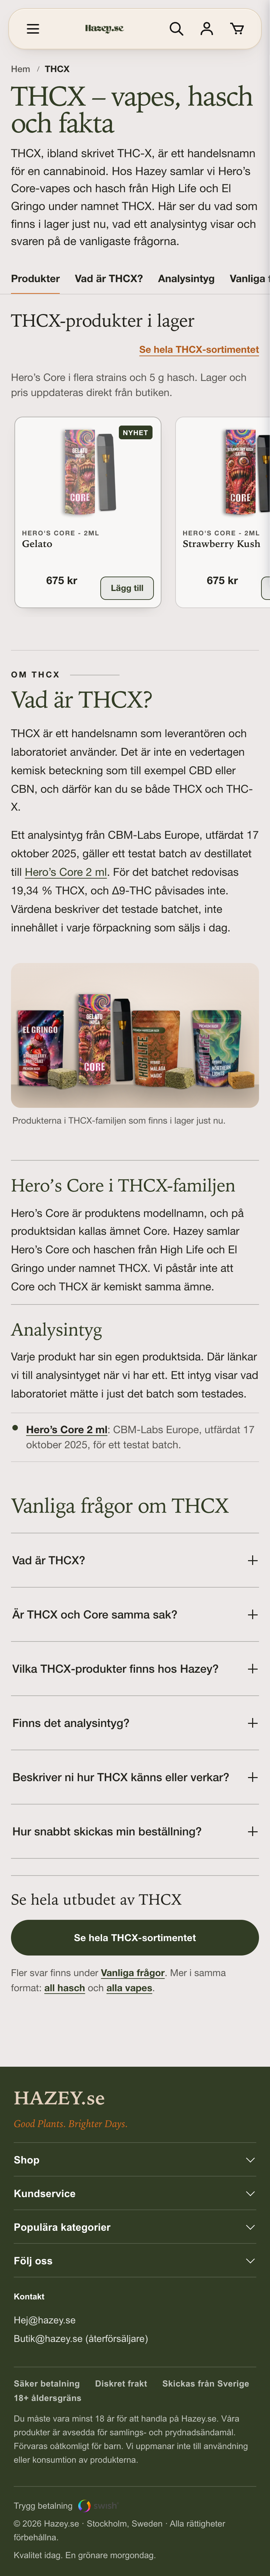 Hazey.se
Hem / THCX
THCX – vapes, hasch
och fakta
THCX, ibland skrivet THC-X, är ett handelsnamn
för en cannabinoid. Hos Hazey samlar vi Hero’s
Core-vapes och hasch från High Life och El
Gringo under namnet THCX. Här ser du vad som
finns i lager just nu, vad ett analysintyg visar och
svaren på de vanligaste frågorna.
Produkter Vad är THCX? Analysintyg Vanliga
THCX-produkter i lager
Se hela THCX-sortimentet
Hero’s Core i flera strains och 5 g hasch. Lager och
pris uppdateras direkt från butiken.
NYHET
GELATO
CORE
CORE
HERO'S CORE - 2ML
Gelato
675 kr
Lägg till
HERO'S CORE - 2ML
Strawberry Kush
675 kr
OM THCX
Vad är THCX?
THCX är ett handelsnamn som leverantören och
laboratoriet använder. Det är inte en vedertagen
kemisk beteckning som till exempel CBD eller
CBN, och därför kan du se både THCX och THC-
X.
Ett analysintyg från CBM-Labs Europe, utfärdat 17
oktober 2025, gäller ett testat batch av destillatet
till Hero’s Core 2 ml. För det batchet redovisas
19,34 % THCX, och Δ9-THC påvisades inte.
Värdena beskriver det testade batchet, inte
innehållet i varje förpackning som säljs i dag.
EL GRINGO
GELATO
CORE
HIGH LIFE
HIGH LIFE
Produkterna i THCX-familjen som finns i lager just nu.
Hero’s Core i THCX-familjen
Hero’s Core är produktens modellnamn, och på
produktsidan kallas ämnet Core. Hazey samlar
Hero’s Core och haschen från High Life och El
Gringo under namnet THCX. Vi påstår inte att
Core och THCX är kemiskt samma ämne.
Analysintyg
Varje produkt har sin egen produktsida. Där länkar
vi till analysintyget när vi har ett. Ett intyg visar vad
laboratoriet mätte i just det batch som testades.
Hero’s Core 2 ml: CBM-Labs Europe, utfärdat 17
oktober 2025, för ett testat batch.
Vanliga frågor om THCX
Vad är THCX?
Är THCX och Core samma sak?
Vilka THCX-produkter finns hos Hazey?
Finns det analysintyg?
Beskriver ni hur THCX känns eller verkar?
Hur snabbt skickas min beställning?
Se hela utbudet av THCX
Se hela THCX-sortimentet
Fler svar finns under Vanliga frågor. Mer i samma
format: all hasch och alla vapes.
HAZEY.se
Good Plants. Brighter Days.
Shop
Kundservice
Populära kategorier
Följ oss
Kontakt
Hej@hazey.se
Butik@hazey.se (återförsäljare)
Säker betalning Diskret frakt Skickas från Sverige
18+ åldersgräns
Du måste vara minst 18 år för att handla på Hazey.se. Våra
produkter är avsedda för samlings- och prydnadsändamål.
Förvaras oåtkomligt för barn. Vi uppmanar inte till användning
eller konsumtion av produkterna.
Trygg betalning swish
© 2026 Hazey.se · Stockholm, Sweden · Alla rättigheter
förbehållna.
Kvalitet idag. En grönare morgondag.